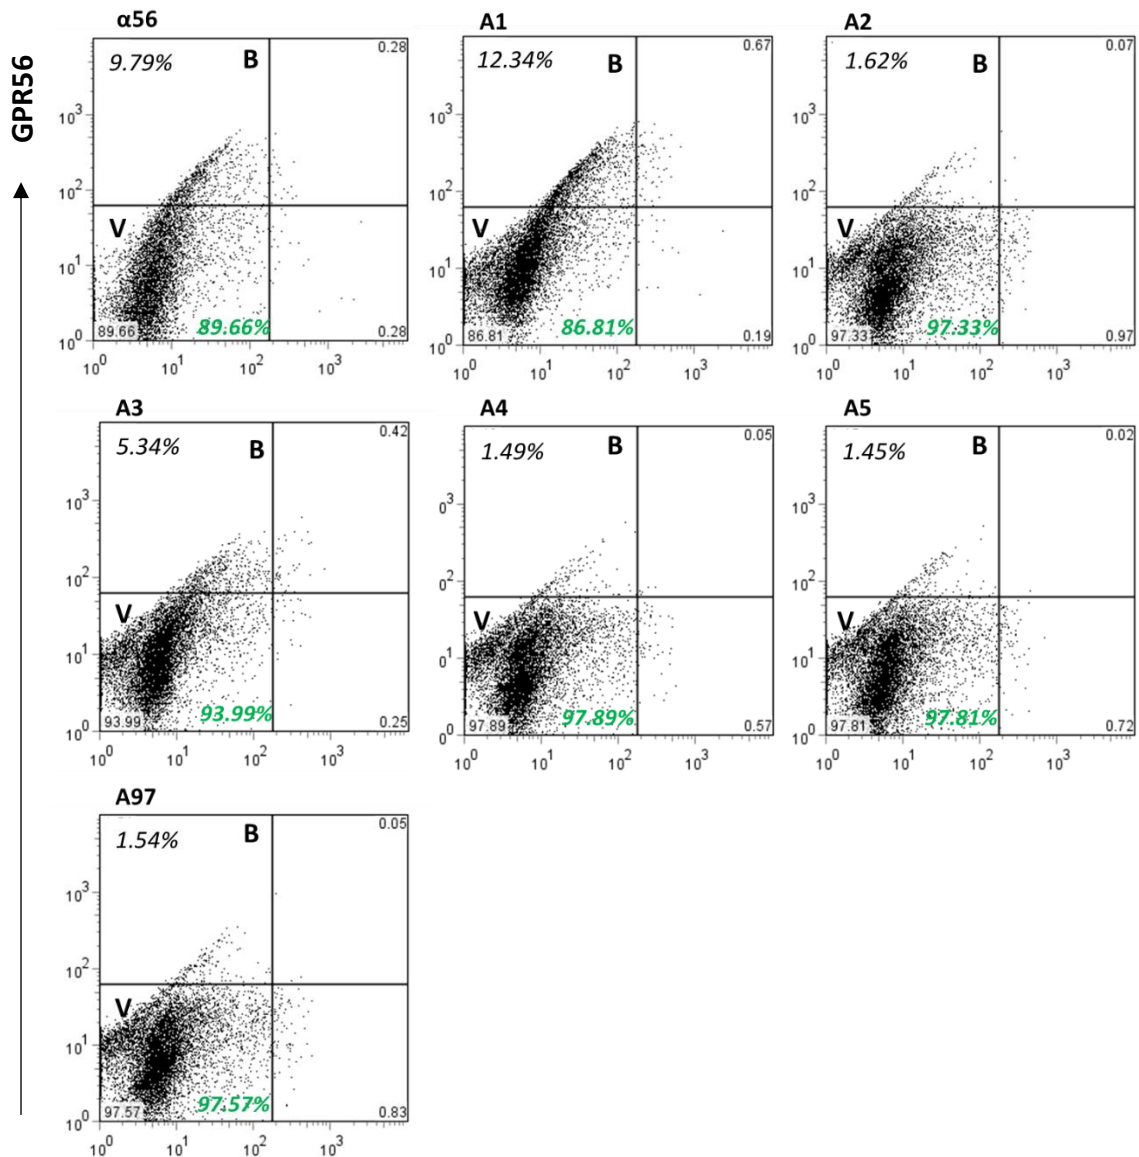 GPR56
α56
9.79%
B
0.28
10³
10²
V
10¹
89.66
89.66%
0.28
10⁰
10⁰ 10¹ 10² 10³
A1
12.34%
B
0.67
10³
10²
V
10¹
86.81
86.81%
0.19
10⁰
10⁰ 10¹ 10² 10³
A2
1.62%
B
0.07
10³
10²
V
10¹
97.33
97.33%
0.97
10⁰
10⁰ 10¹ 10² 10³
A3
5.34%
B
0.42
10³
10²
V
10¹
93.99
93.99%
0.25
10⁰
10⁰ 10¹ 10² 10³
A4
1.49%
B
0.05
0³
0²
V
0¹
97.89
97.89%
0.57
0⁰
10⁰ 10¹ 10² 10³
A5
1.45%
B
0.02
10³
10²
V
10¹
97.81
97.81%
0.72
10⁰
10⁰ 10¹ 10² 10³
A97
1.54%
B
0.05
10³
10²
V
10¹
97.57
97.57%
0.83
10⁰
10⁰ 10¹ 10² 10³